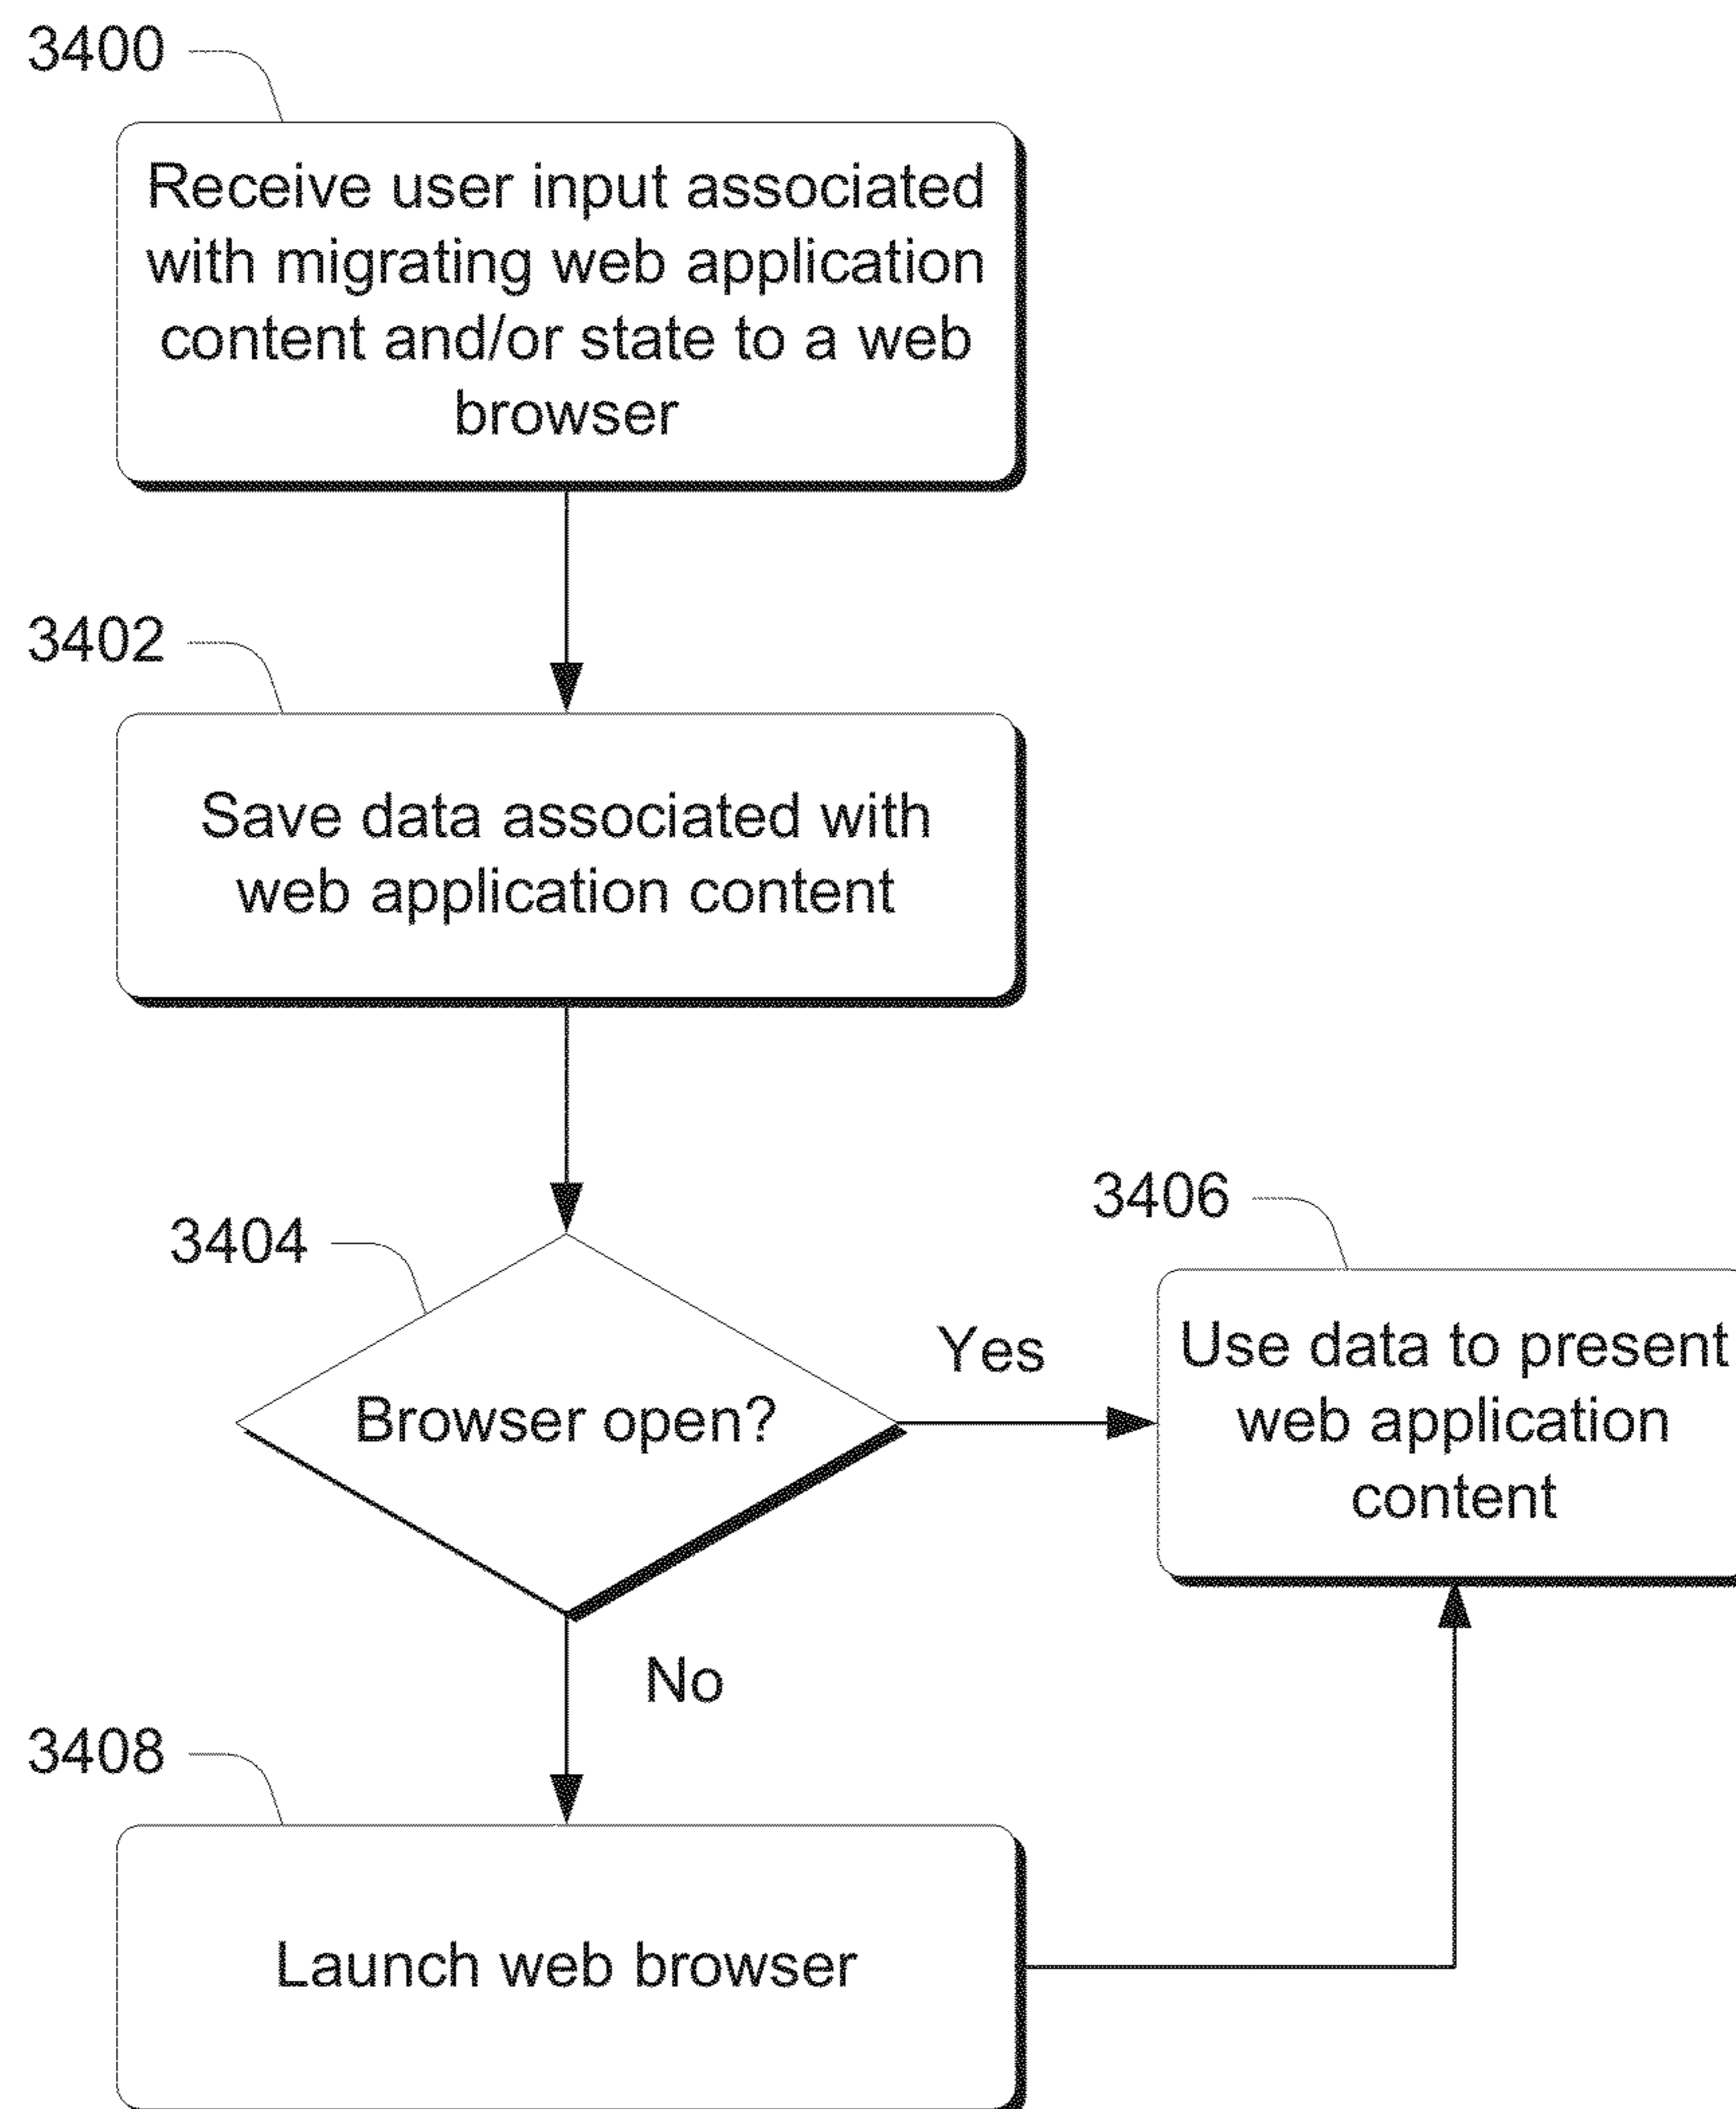 3400
Receive user input associated
with migrating web application
content and/or state to a web
browser
3402
Save data associated with
web application content
3404
Browser open?
Yes
3406
Use data to present
web application
content
No
3408
Launch web browser